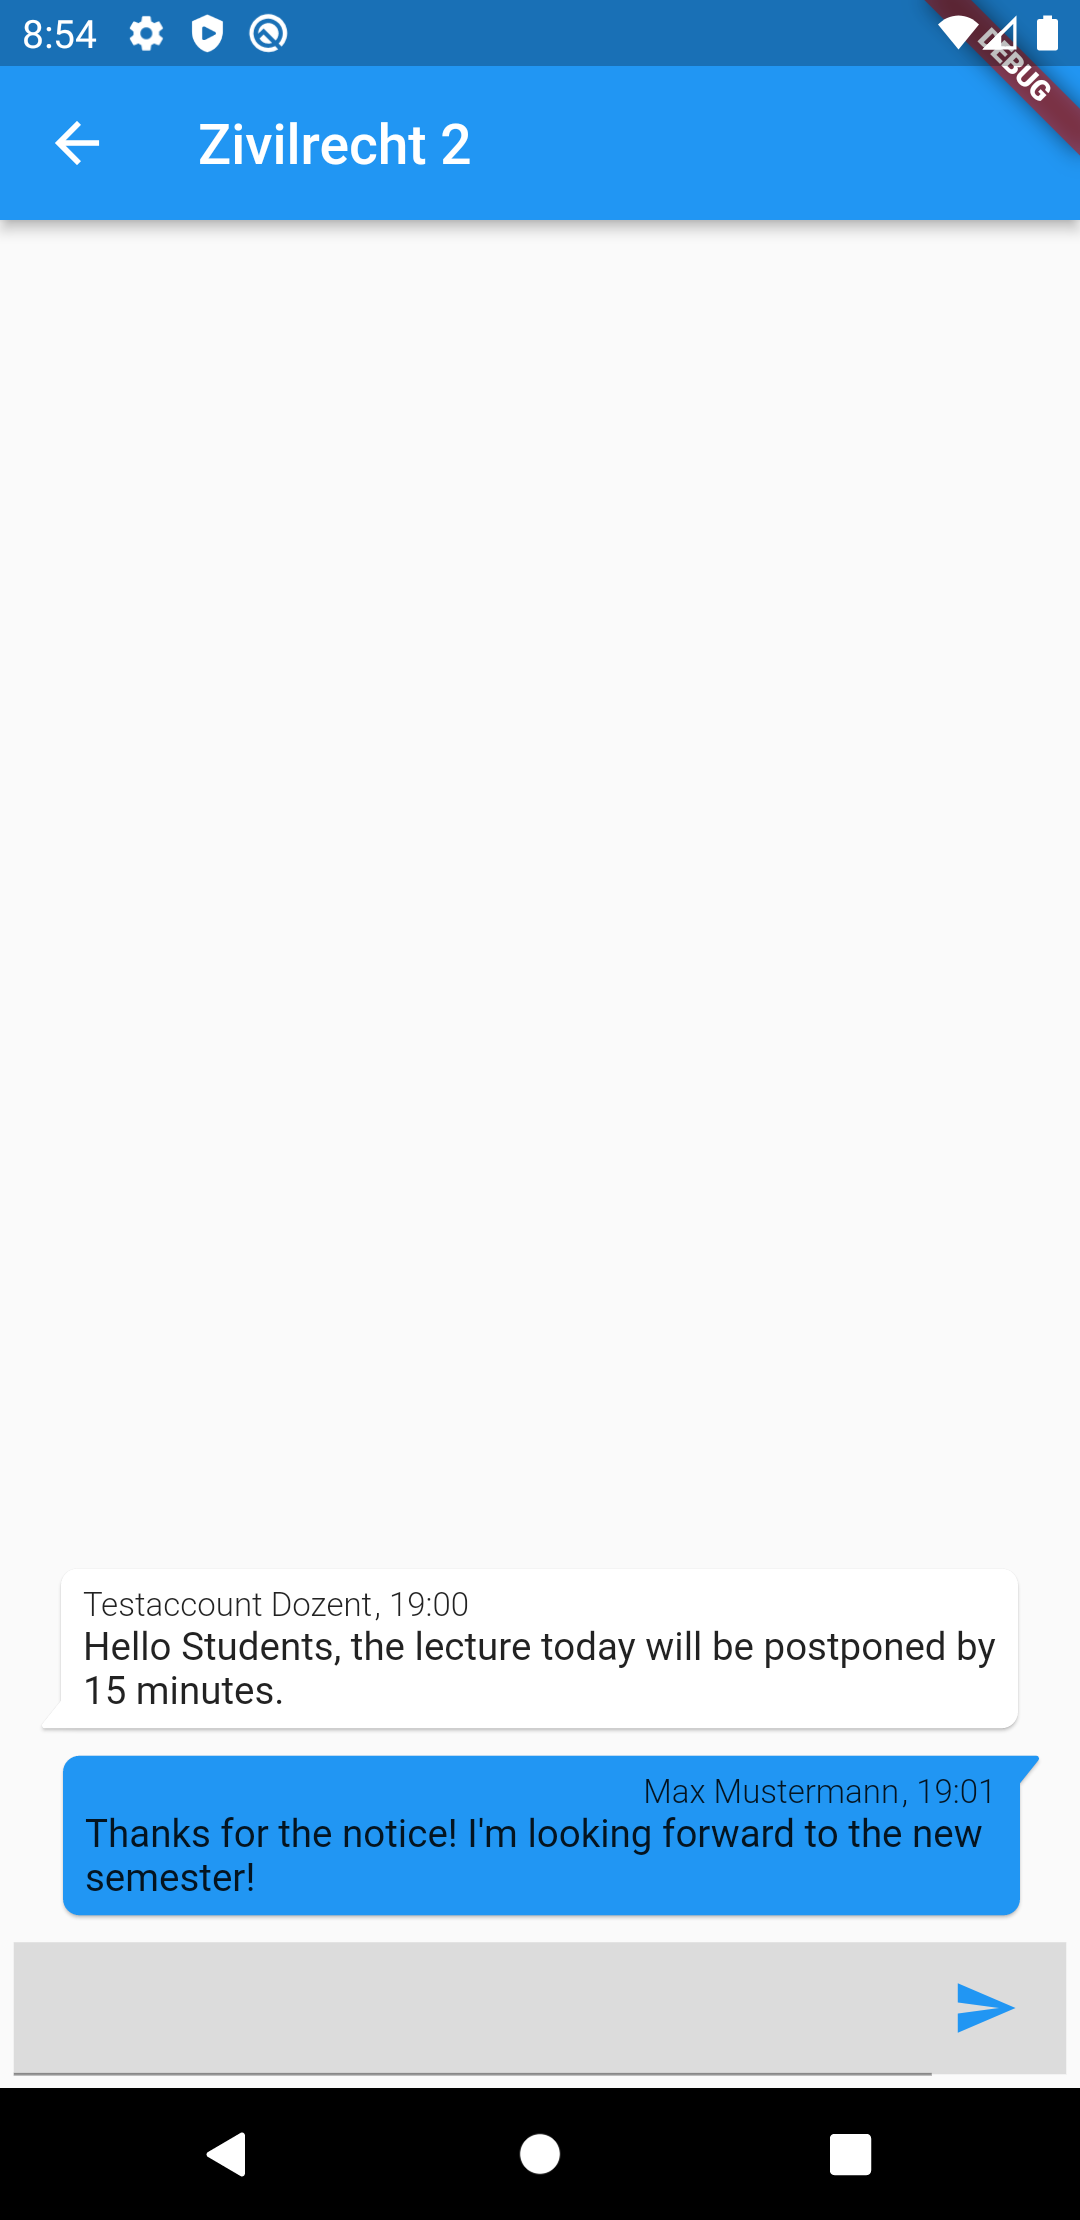 8:54
DEBUG
Zivilrecht 2
Testaccount Dozent, 19:00
Hello Students, the lecture today will be postponed by
15 minutes.
Max Mustermann, 19:01
Thanks for the notice! I'm looking forward to the new
semester!